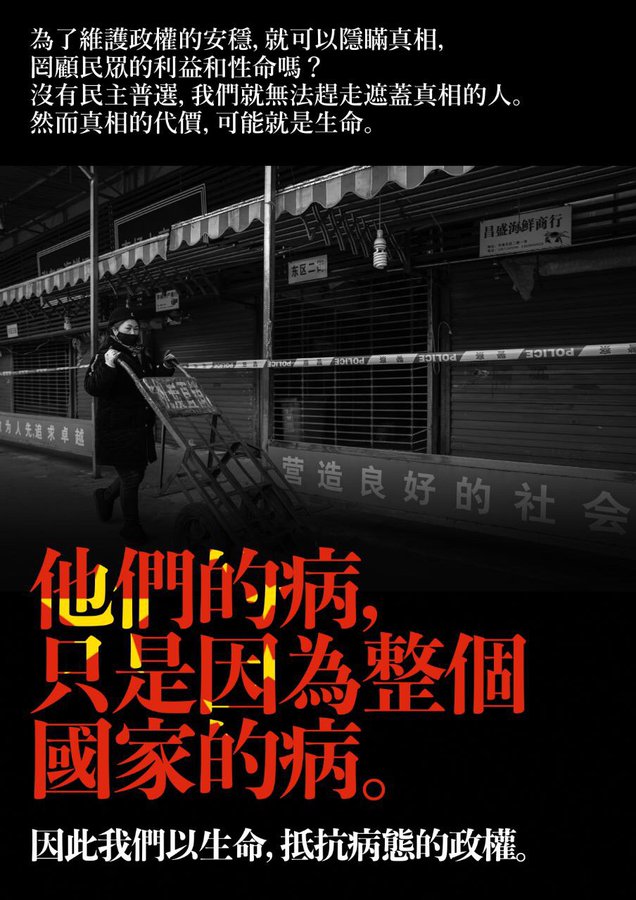 為了維護政權的安穩, 就可以隱瞞真相,
罔顧民眾的利益和性命嗎？
沒有民主普選, 我們就無法趕走遮蓋真相的人。
然而真相的代價, 可能就是生命。
昌盛海鲜商行
东区二
POLICE
POLICE
POLICE
POLICE
为人先 追求卓越
营造良好的社会
他們的病,
只是因為整個
國家的病。
因此我們以生命, 抵抗病態的政權。